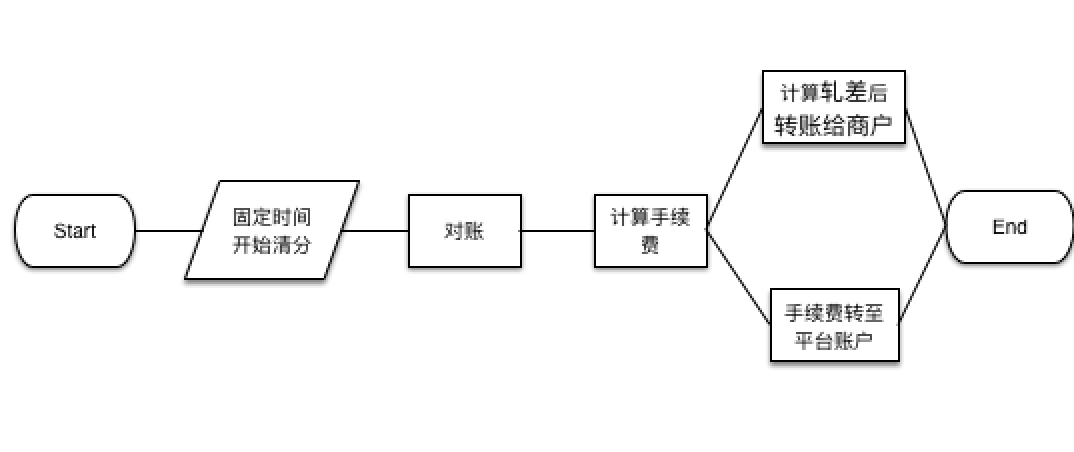 Start
固定时间
开始清分
对账
计算手续
费
计算轧差后
转账给商户
手续费转至
平台账户
End